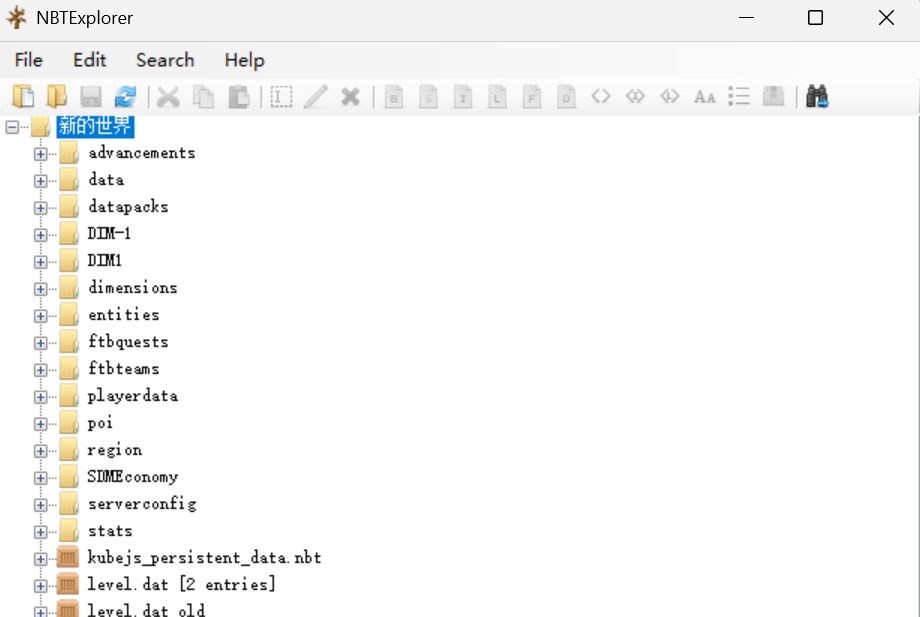 NBTExplorer
File Edit Search Help
B S I L F D AA
新的世界
advancements
data
datapacks
DIM-1
DIM1
dimensions
entities
ftbquests
ftbteams
playerdata
poi
region
SDMEconomy
serverconfig
stats
kubejs_persistent_data.nbt
level.dat [2 entries]
level.dat_old